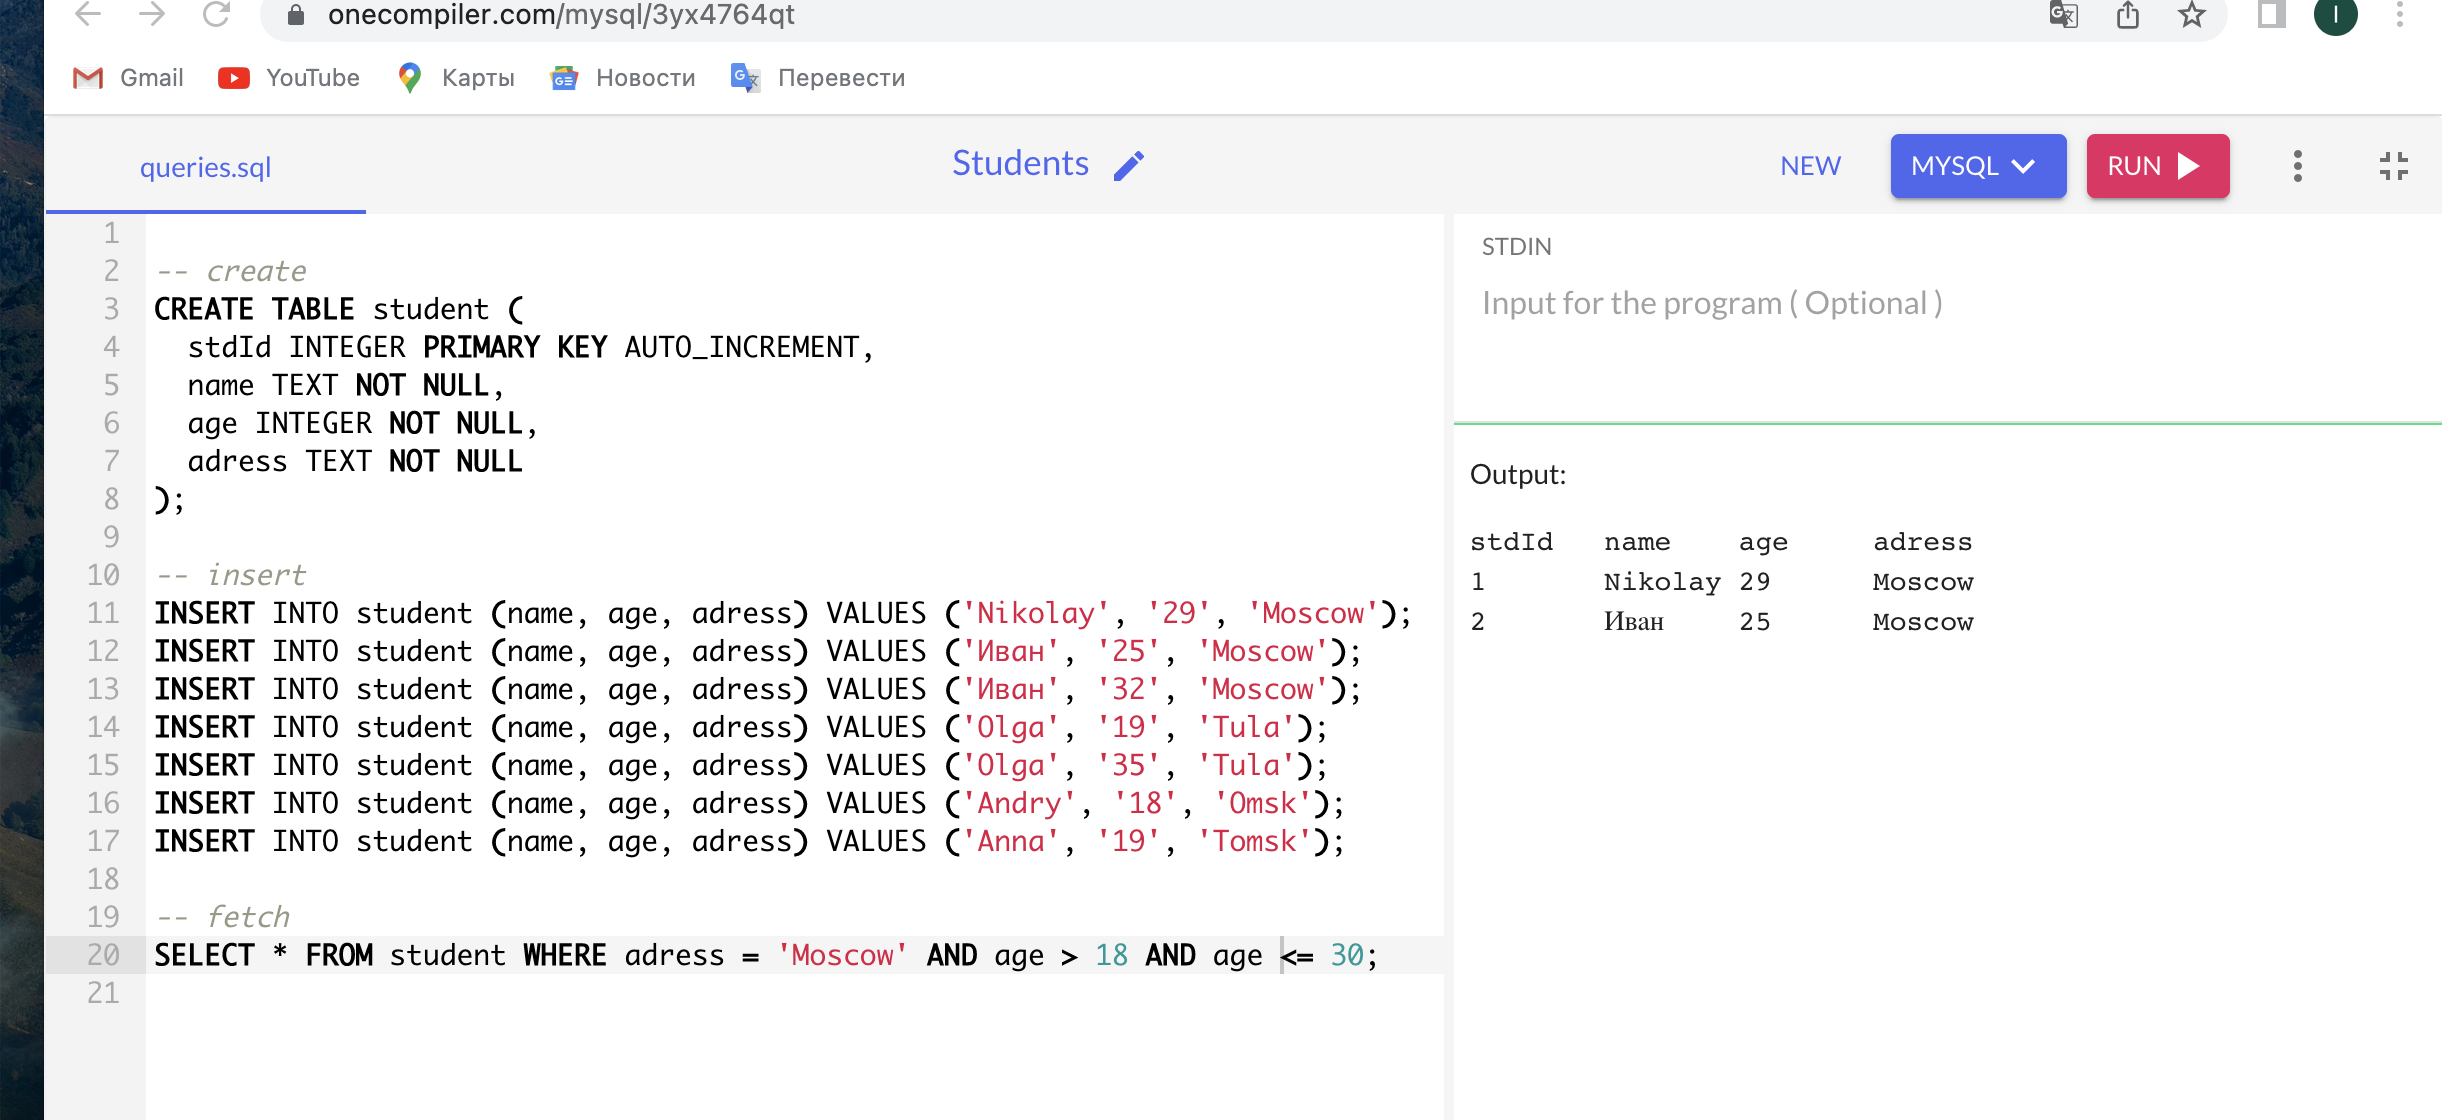 onecompiler.com/mysql/3yx4764qt
I
Gmail YouTube Карты Новости Перевести
queries.sql Students NEW MYSQL RUN
1
2 -- create
3 CREATE TABLE student (
4 stdId INTEGER PRIMARY KEY AUTO_INCREMENT,
5 name TEXT NOT NULL,
6 age INTEGER NOT NULL,
7 adress TEXT NOT NULL
8 );
9
10 -- insert
11 INSERT INTO student (name, age, adress) VALUES ('Nikolay', '29', 'Moscow');
12 INSERT INTO student (name, age, adress) VALUES ('Иван', '25', 'Moscow');
13 INSERT INTO student (name, age, adress) VALUES ('Иван', '32', 'Moscow');
14 INSERT INTO student (name, age, adress) VALUES ('Olga', '19', 'Tula');
15 INSERT INTO student (name, age, adress) VALUES ('Olga', '35', 'Tula');
16 INSERT INTO student (name, age, adress) VALUES ('Andry', '18', 'Omsk');
17 INSERT INTO student (name, age, adress) VALUES ('Anna', '19', 'Tomsk');
18
19 -- fetch
20 SELECT * FROM student WHERE adress = 'Moscow' AND age > 18 AND age <= 30;
21
STDIN
Input for the program ( Optional )
Output:
stdId name age adress
1 Nikolay 29 Moscow
2 Иван 25 Moscow